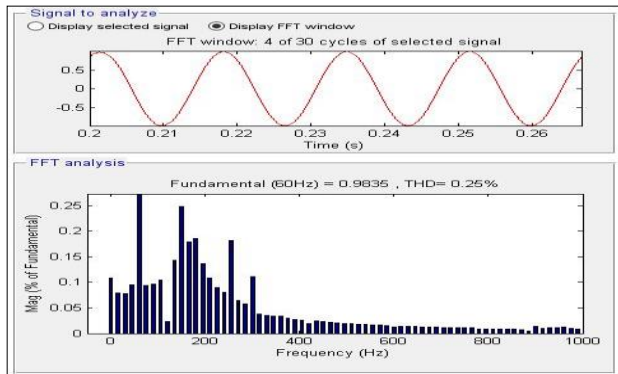 Signal to analyze
Display selected signal Display FFT window
FFT window: 4 of 30 cycles of selected signal
0.5
0
-0.5
0.2 0.21 0.22 0.23 0.24 0.25 0.26
Time (s)
FFT analysis
Fundamental (60Hz) = 0.9835 , THD= 0.25%
Mag (% of Fundamental)
0.25
0.2
0.15
0.1
0.05
0
0 200 400 600 800 1000
Frequency (Hz)